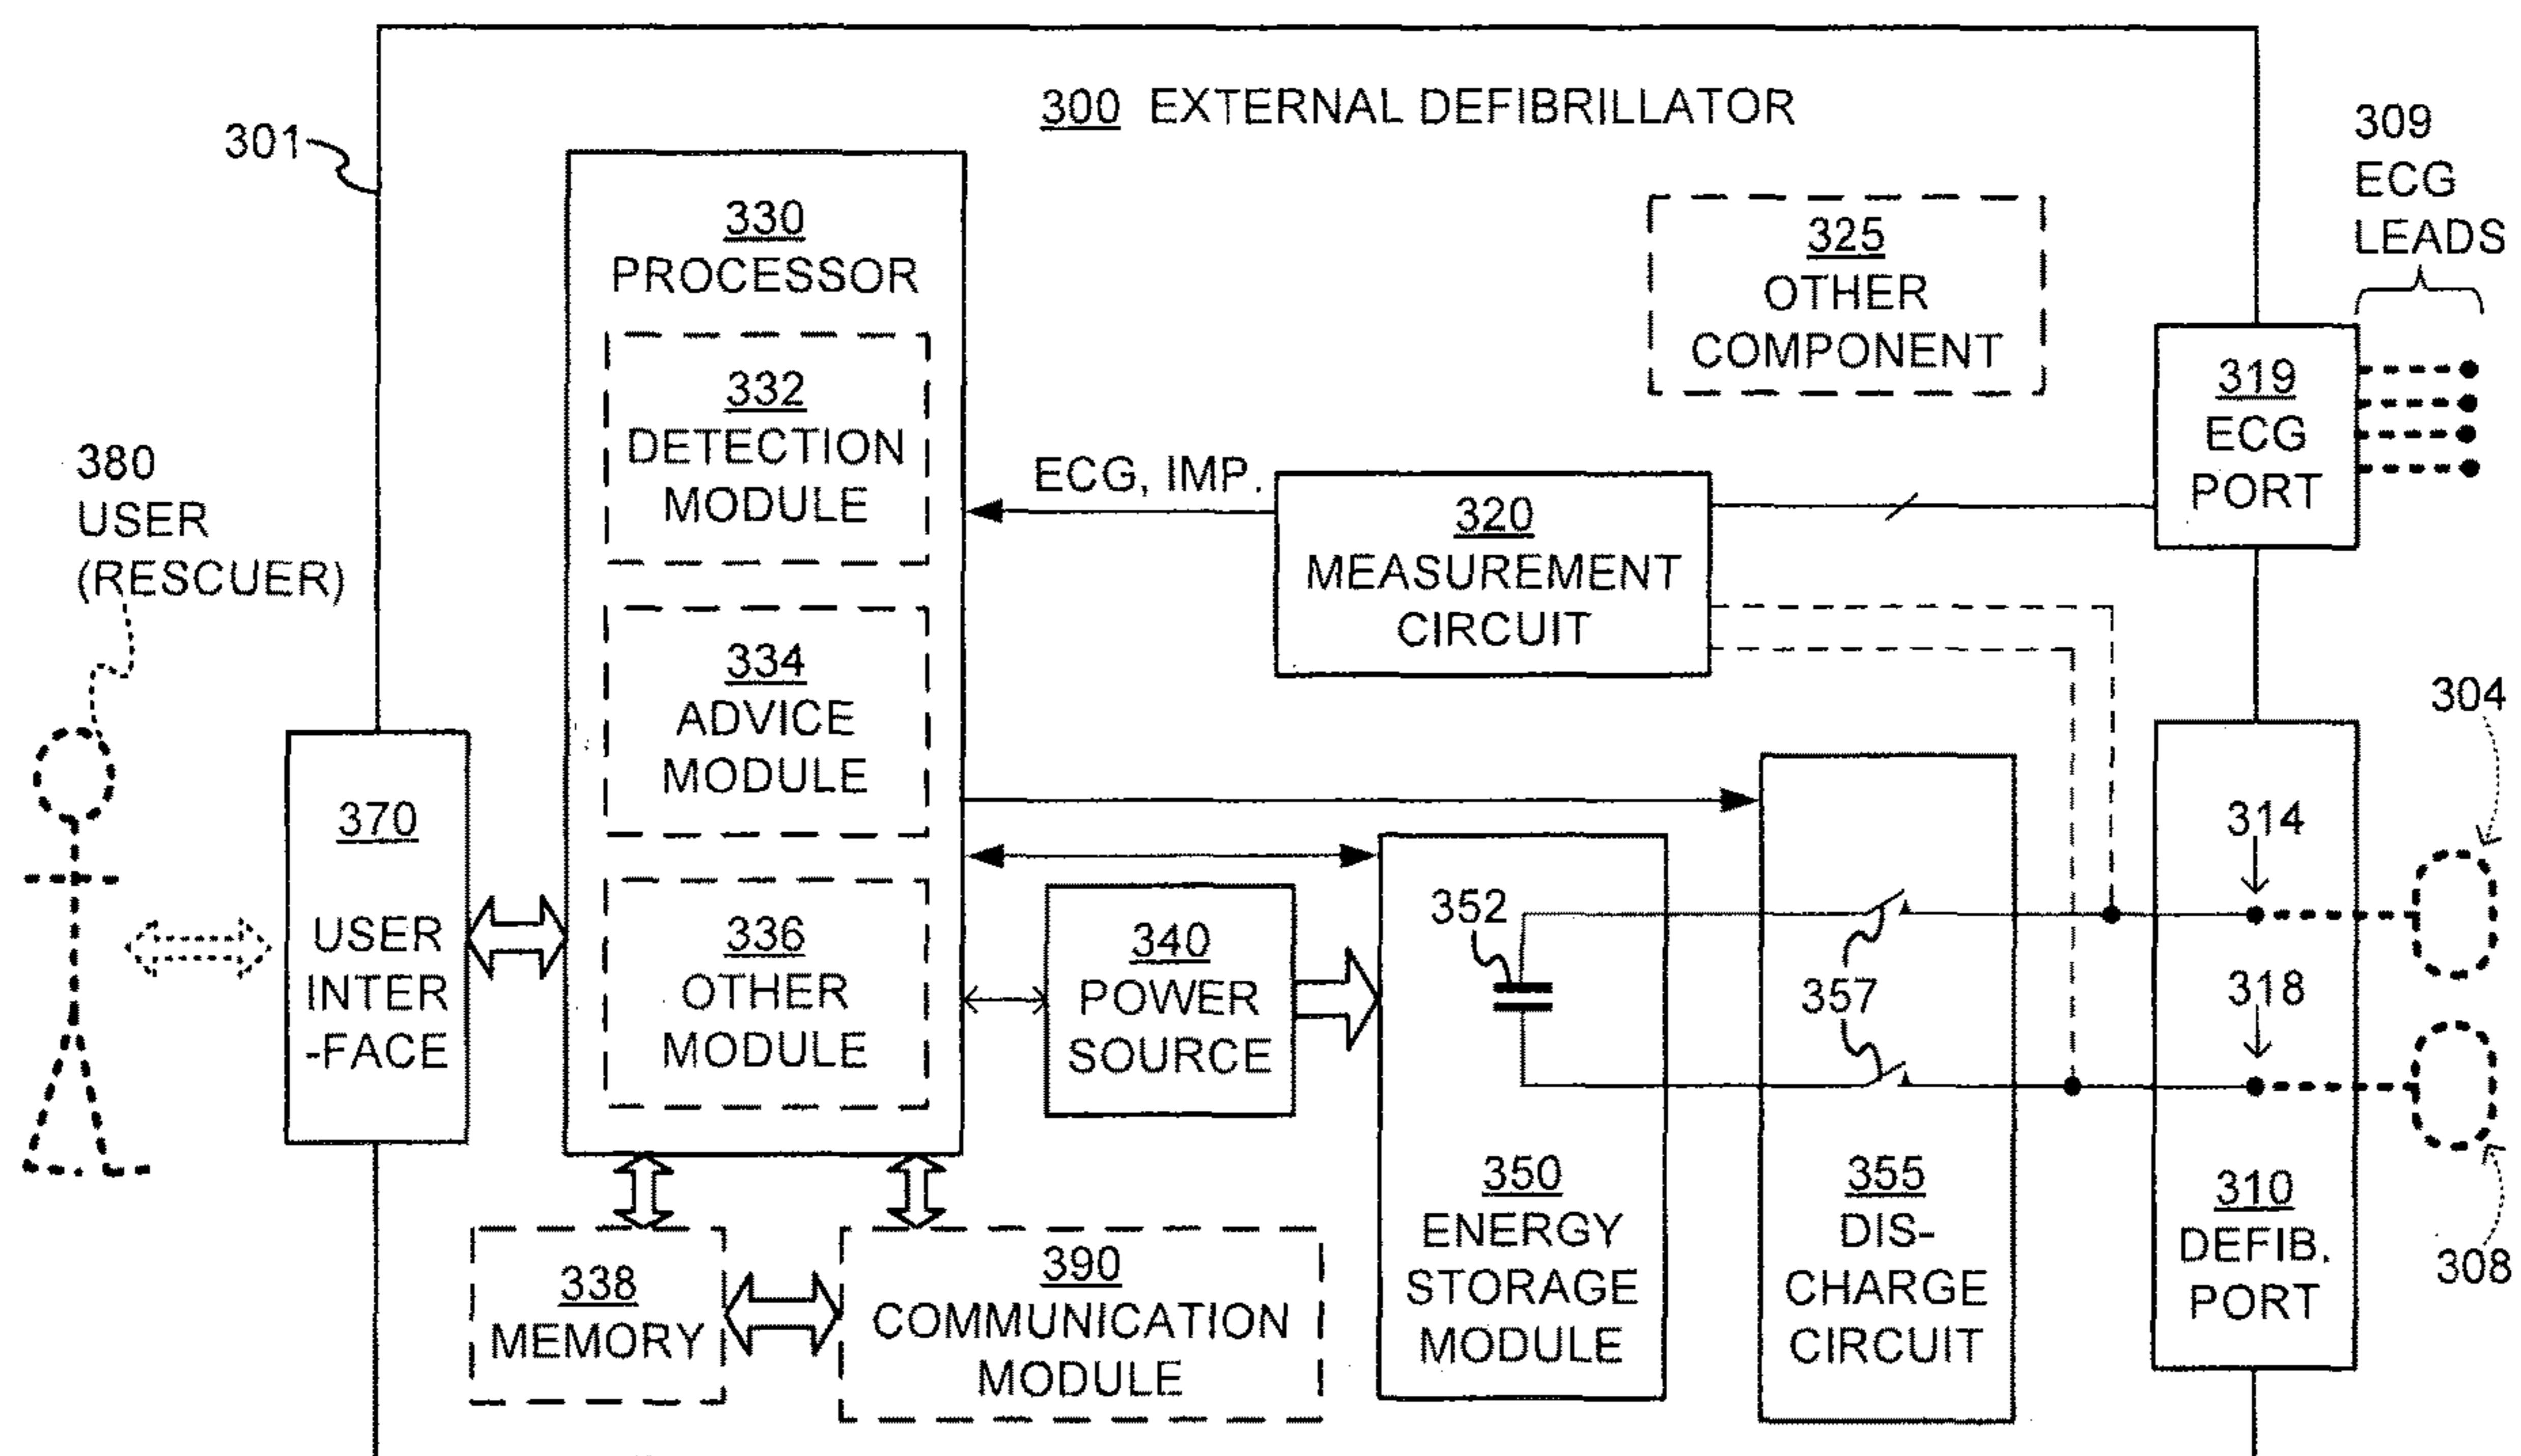 300 EXTERNAL DEFIBRILLATOR
301
309
ECG
LEADS
330
PROCESSOR
325
OTHER
COMPONENT
332
DETECTION
MODULE
319
ECG
PORT
380
USER
(RESCUER)
ECG, IMP.
320
MEASUREMENT
CIRCUIT
334
ADVICE
MODULE
304
370
USER
INTER
-FACE
314
352
336
OTHER
MODULE
340
POWER
SOURCE
357
318
350
ENERGY
STORAGE
MODULE
355
DIS-
CHARGE
CIRCUIT
310
DEFIB.
PORT
308
338
MEMORY
390
COMMUNICATION
MODULE